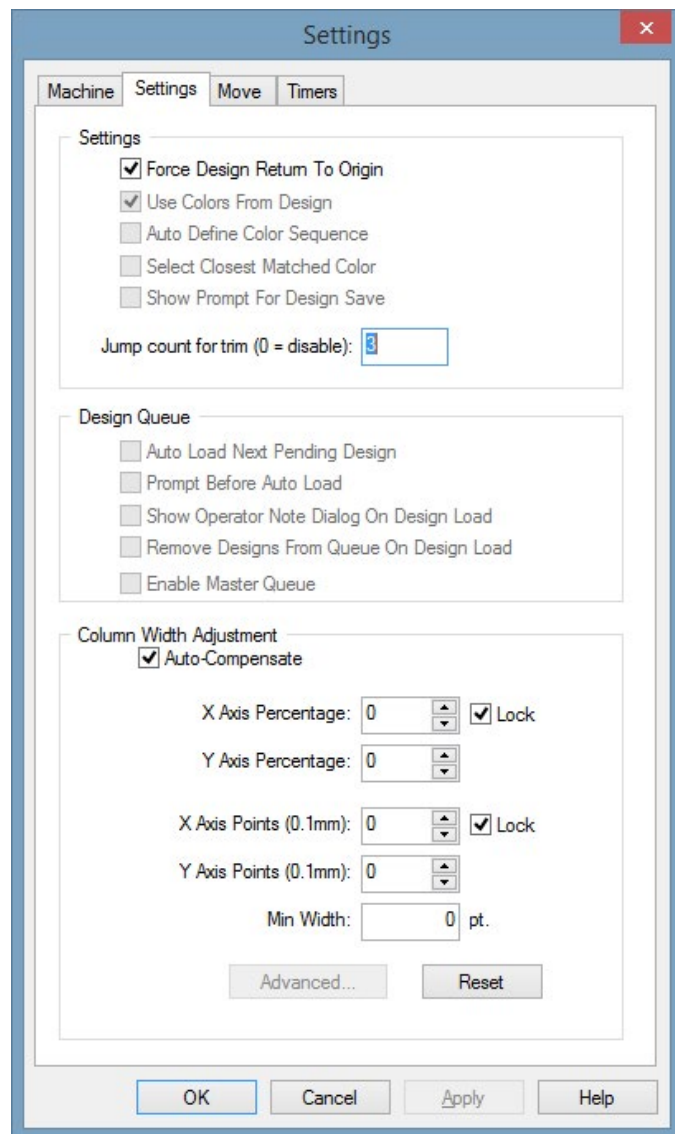 Settings
Machine Settings Move Timers
Settings
Force Design Return To Origin
Use Colors From Design
Auto Define Color Sequence
Select Closest Matched Color
Show Prompt For Design Save
Jump count for trim (0 = disable): 3
Design Queue
Auto Load Next Pending Design
Prompt Before Auto Load
Show Operator Note Dialog On Design Load
Remove Designs From Queue On Design Load
Enable Master Queue
Column Width Adjustment
Auto-Compensate
X Axis Percentage: 0 Lock
Y Axis Percentage: 0
X Axis Points (0.1mm): 0 Lock
Y Axis Points (0.1mm): 0
Min Width: 0 pt.
Advanced... Reset
OK Cancel Apply Help